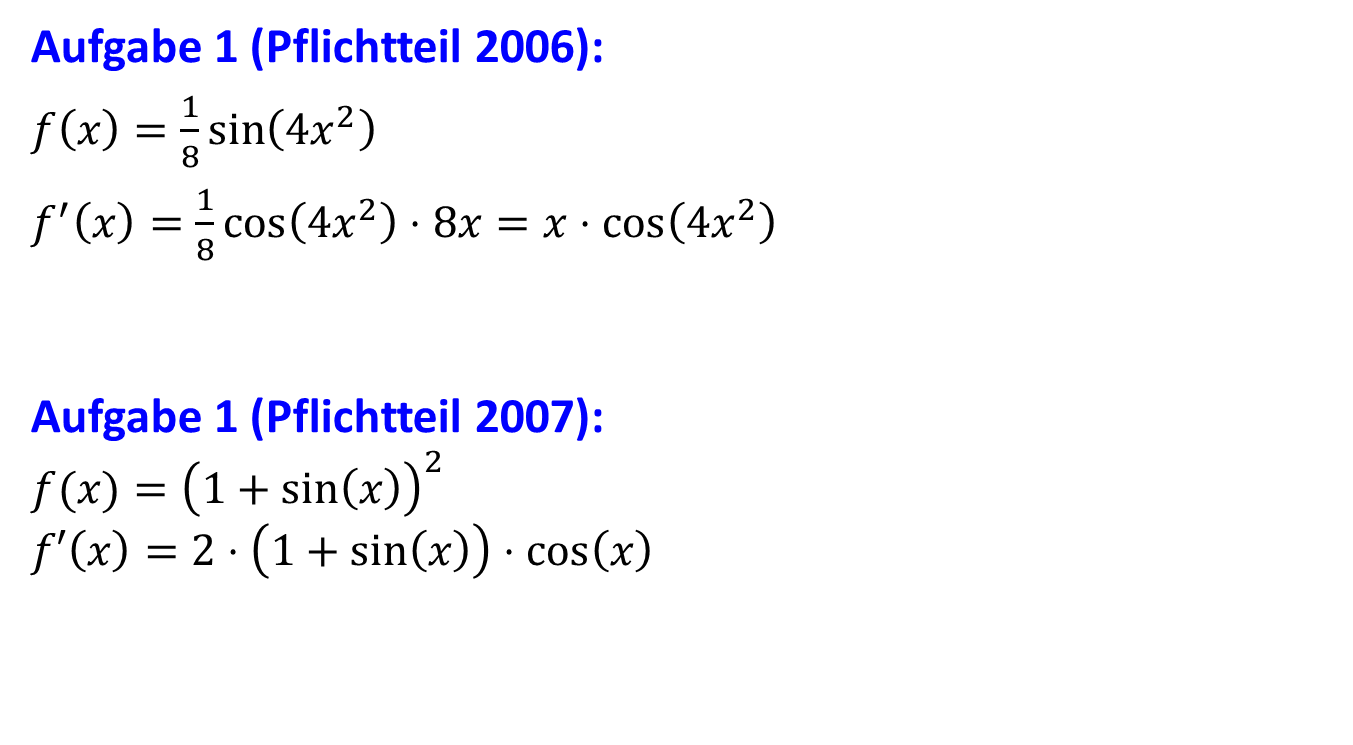 Aufgabe 1 (Pflichtteil 2006):
f(x) = 1/8 sin(4x²)
f′(x) = 1/8 cos(4x²) · 8x = x · cos(4x²)
Aufgabe 1 (Pflichtteil 2007):
f(x) = (1 + sin(x))²
f′(x) = 2 · (1 + sin(x)) · cos(x)